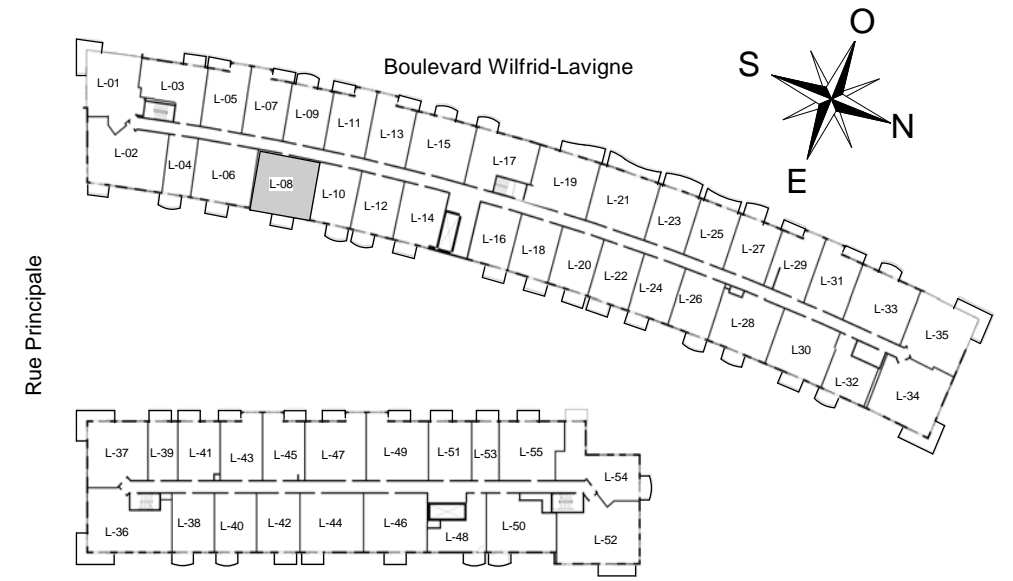 Boulevard Wilfrid-Lavigne
O
S
N
E
Rue Principale
L-01
L-03
L-05
L-07
L-09
L-11
L-13
L-15
L-17
L-19
L-21
L-23
L-25
L-27
L-29
L-31
L-33
L-35
L-02
L-04
L-06
L-08
L-10
L-12
L-14
L-16
L-18
L-20
L-22
L-24
L-26
L-28
L30
L-32
L-34
L-37
L-39
L-41
L-43
L-45
L-47
L-49
L-51
L-53
L-55
L-54
L-36
L-38
L-40
L-42
L-44
L-46
L-48
L-50
L-52